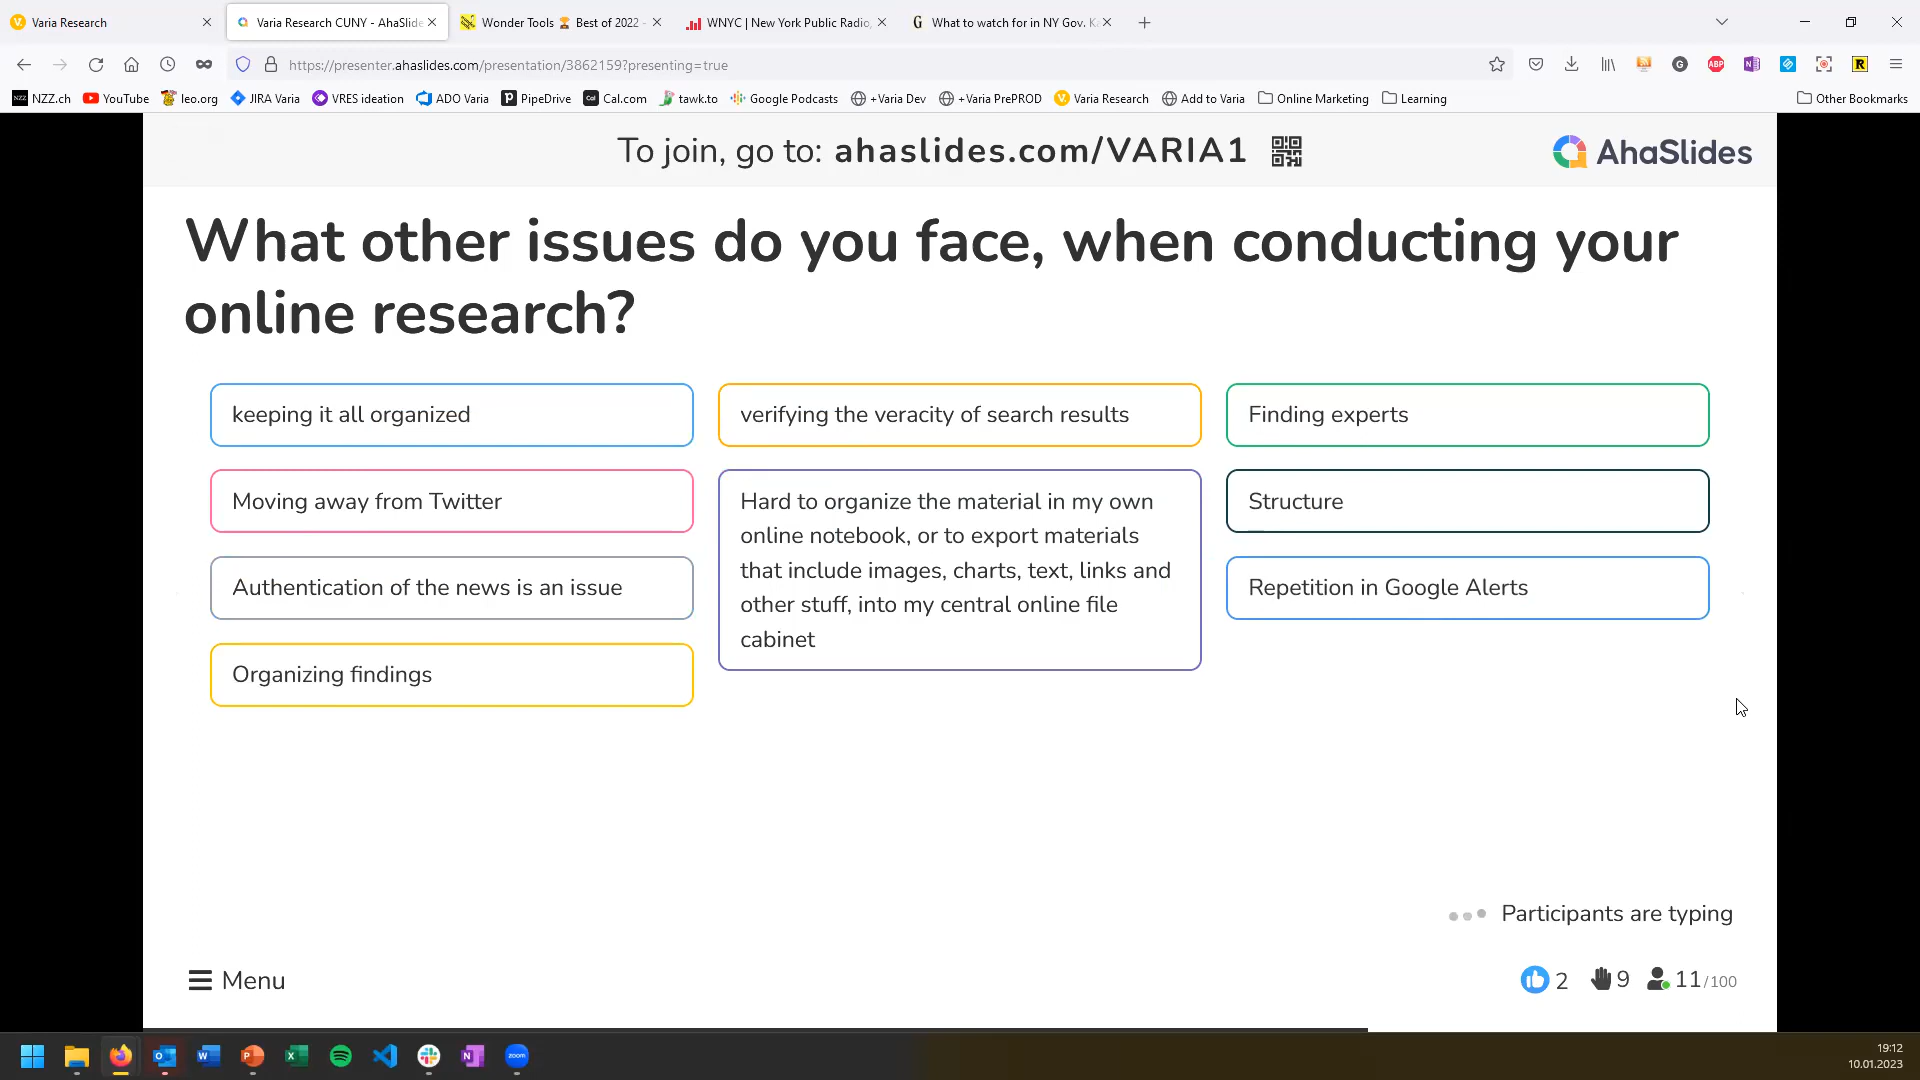 Varia Research
Varia Research CUNY - AhaSlide
Wonder Tools 🏆 Best of 2022 -
WNYC | New York Public Radio,
What to watch for in NY Gov. Ka
https://presenter.ahaslides.com/presentation/3862159?presenting=true
NZZ.ch
YouTube
leo.org
JIRA Varia
VRES ideation
ADO Varia
PipeDrive
Cal.com
tawk.to
Google Podcasts
+Varia Dev
+Varia PrePROD
Varia Research
Add to Varia
Online Marketing
Learning
Other Bookmarks
To join, go to: ahaslides.com/VARIA1
AhaSlides
What other issues do you face, when conducting your
online research?
keeping it all organized
verifying the veracity of search results
Finding experts
Moving away from Twitter
Hard to organize the material in my own
online notebook, or to export materials
that include images, charts, text, links and
other stuff, into my central online file
cabinet
Structure
Authentication of the news is an issue
Repetition in Google Alerts
Organizing findings
Participants are typing
Menu
2
9
11/100
19:12
10.01.2023